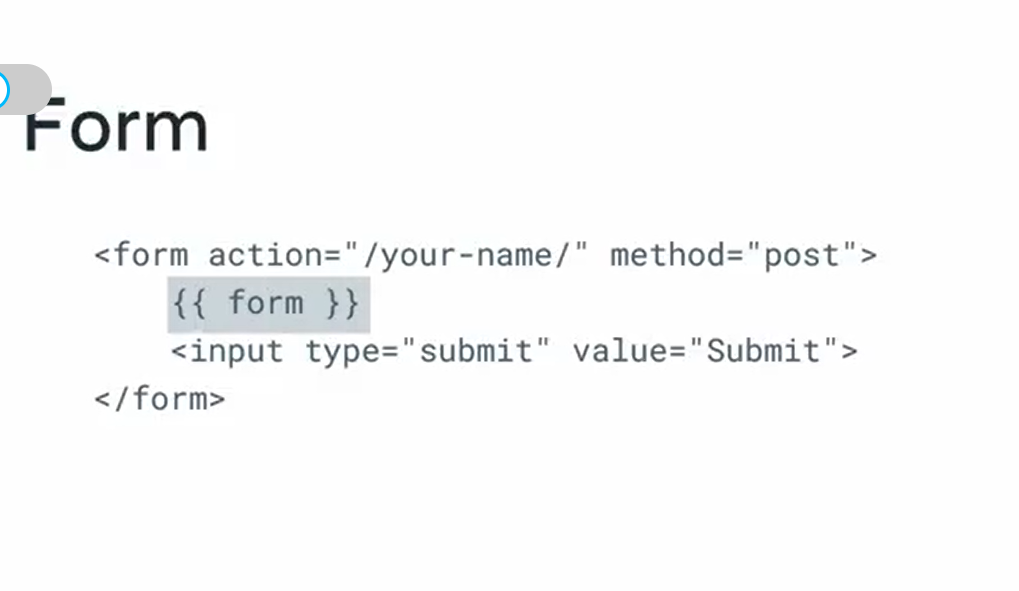 Form
<form action="/your-name/" method="post">
{{ form }}
<input type="submit" value="Submit">
</form>